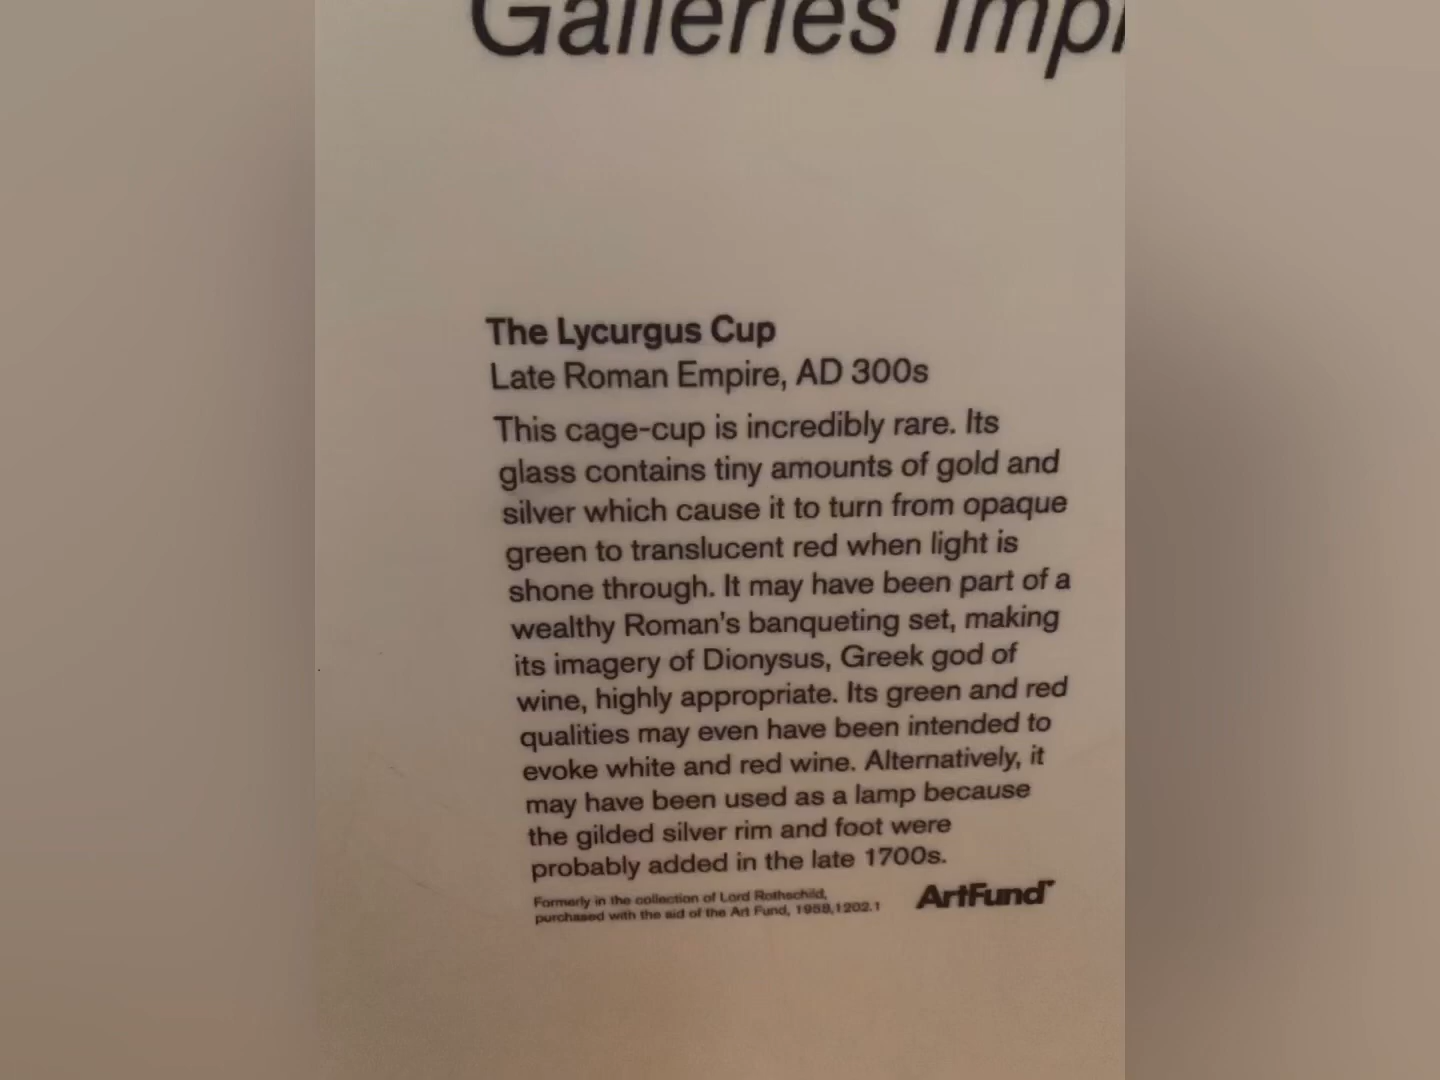 Galleries Imp
The Lycurgus Cup
Late Roman Empire, AD 300s
This cage-cup is incredibly rare. Its
glass contains tiny amounts of gold and
silver which cause it to turn from opaque
green to translucent red when light is
shone through. It may have been part of a
wealthy Roman's banqueting set, making
its imagery of Dionysus, Greek god of
wine, highly appropriate. Its green and red
qualities may even have been intended to
evoke white and red wine. Alternatively, it
may have been used as a lamp because
the gilded silver rim and foot were
probably added in the late 1700s.
Formerly in the collection of Lord Rothschild,
purchased with the aid of the Art Fund, 1958,1202.1
ArtFund